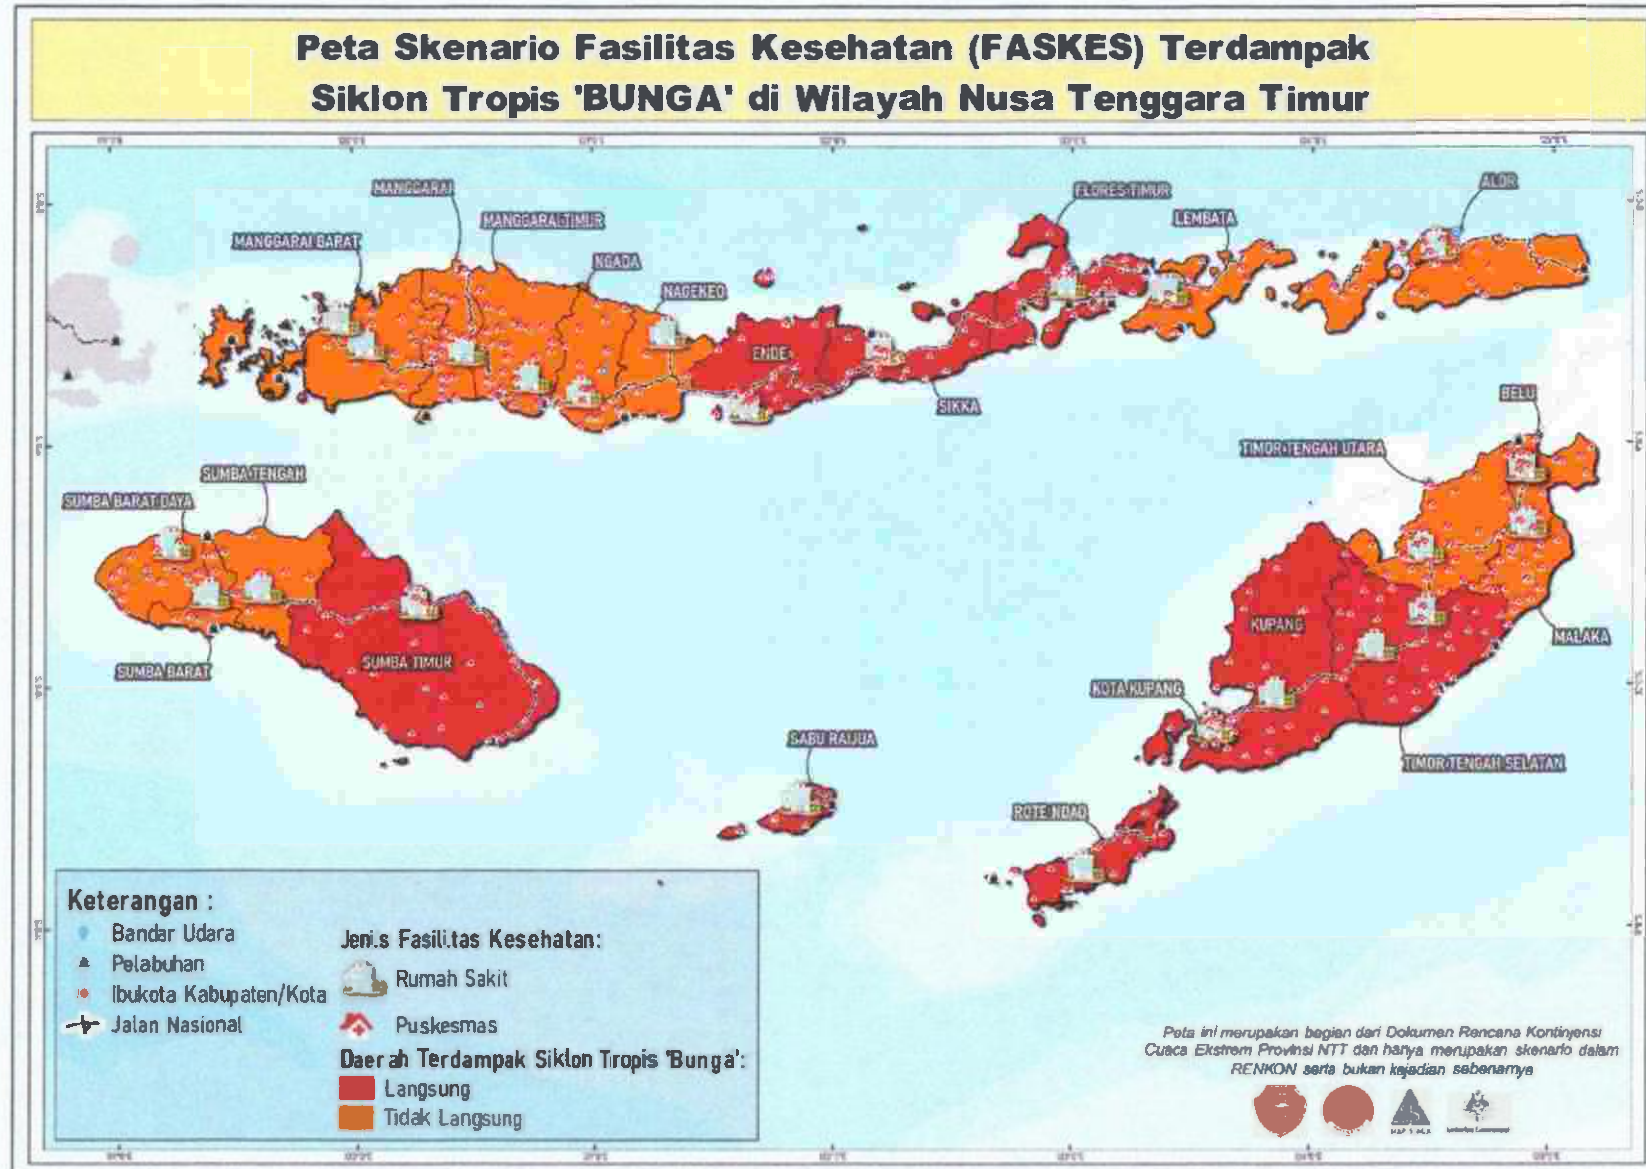 Peta Skenario Fasilitas Kesehatan (FASKES) Terdampak
Siklon Tropis 'BUNGA' di Wilayah Nusa Tenggara Timur
MANGGARAI
MANGGARAI TIMUR
MANGGARAI BARAT
NGADA
NAGEKEO
FLORES TIMUR
LEMBATA
ALOR
ENDE
SIKKA
BELU
TIMOR TENGAH UTARA
SUMBA TENGAH
SUMBA BARAT DAYA
SUMBA BARAT
SUMBA TIMUR
KUPANG
MALAKA
KOTA KUPANG
TIMOR TENGAH SELATAN
SABU RAIJUA
ROTE NDAO
Keterangan :
Bandar Udara
Pelabuhan
Ibukota Kabupaten/Kota
Jalan Nasional
Jenis Fasilitas Kesehatan:
Rumah Sakit
Puskesmas
Daerah Terdampak Siklon Tropis 'Bunga':
Langsung
Tidak Langsung
Peta ini merupakan bagian dari Dokumen Rencana Kontinjensi
Cuaca Ekstrem Provinsi NTT dan hanya merupakan skenario dalam
RENKON serta bukan kejadian sebenarnya